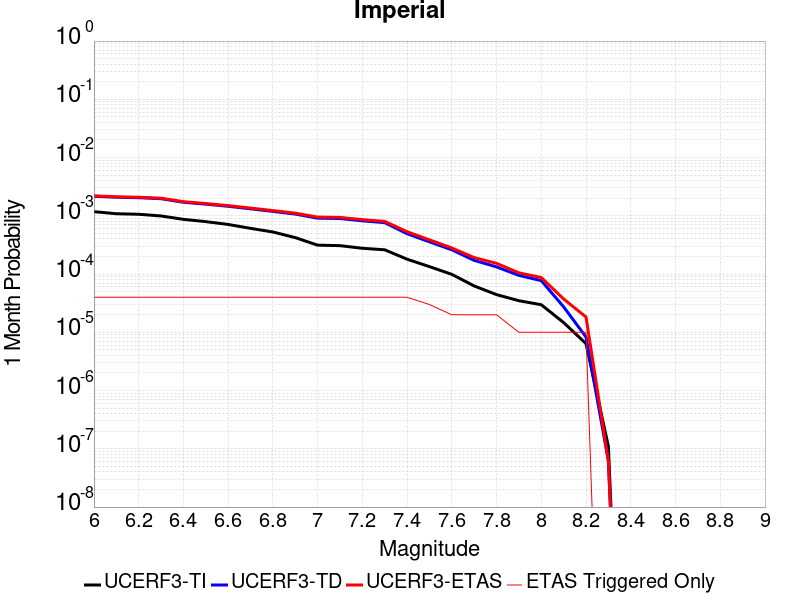 Imperial
1 Month Probability
10^0
10^-1
10^-2
10^-3
10^-4
10^-5
10^-6
10^-7
10^-8
6 6.2 6.4 6.6 6.8 7 7.2 7.4 7.6 7.8 8 8.2 8.4 8.6 8.8 9
Magnitude
UCERF3-TI UCERF3-TD UCERF3-ETAS ETAS Triggered Only